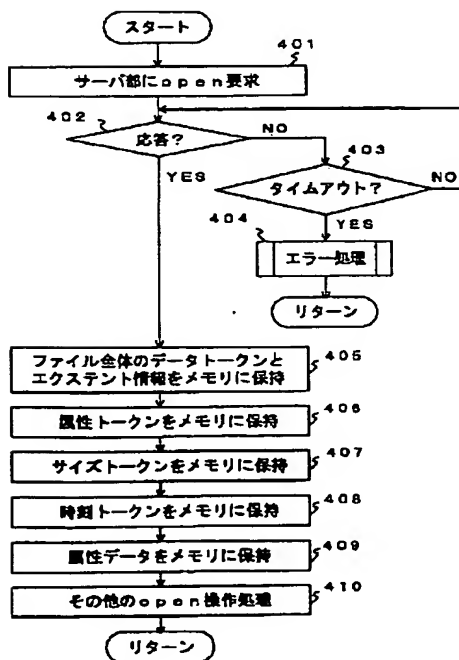 スタート
401
サーバ部にopen要求
402
応答?
NO
403
YES
タイムアウト?
NO
404
YES
エラー処理
リターン
ファイル全体のデータトークンと
エクステント情報をメモリに保持
405
406
属性トークンをメモリに保持
407
サイズトークンをメモリに保持
408
時刻トークンをメモリに保持
409
属性データをメモリに保持
410
その他のopen操作処理
リターン